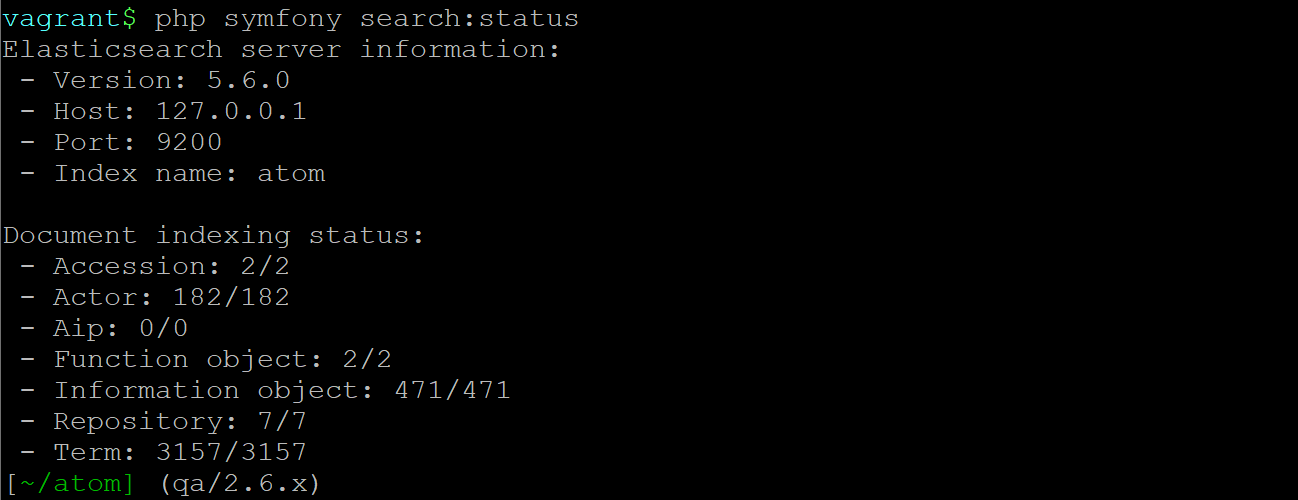 vagrant$ php symfony search:status
Elasticsearch server information:
 - Version: 5.6.0
 - Host: 127.0.0.1
 - Port: 9200
 - Index name: atom

Document indexing status:
 - Accession: 2/2
 - Actor: 182/182
 - Aip: 0/0
 - Function object: 2/2
 - Information object: 471/471
 - Repository: 7/7
 - Term: 3157/3157
[~/atom] (qa/2.6.x)